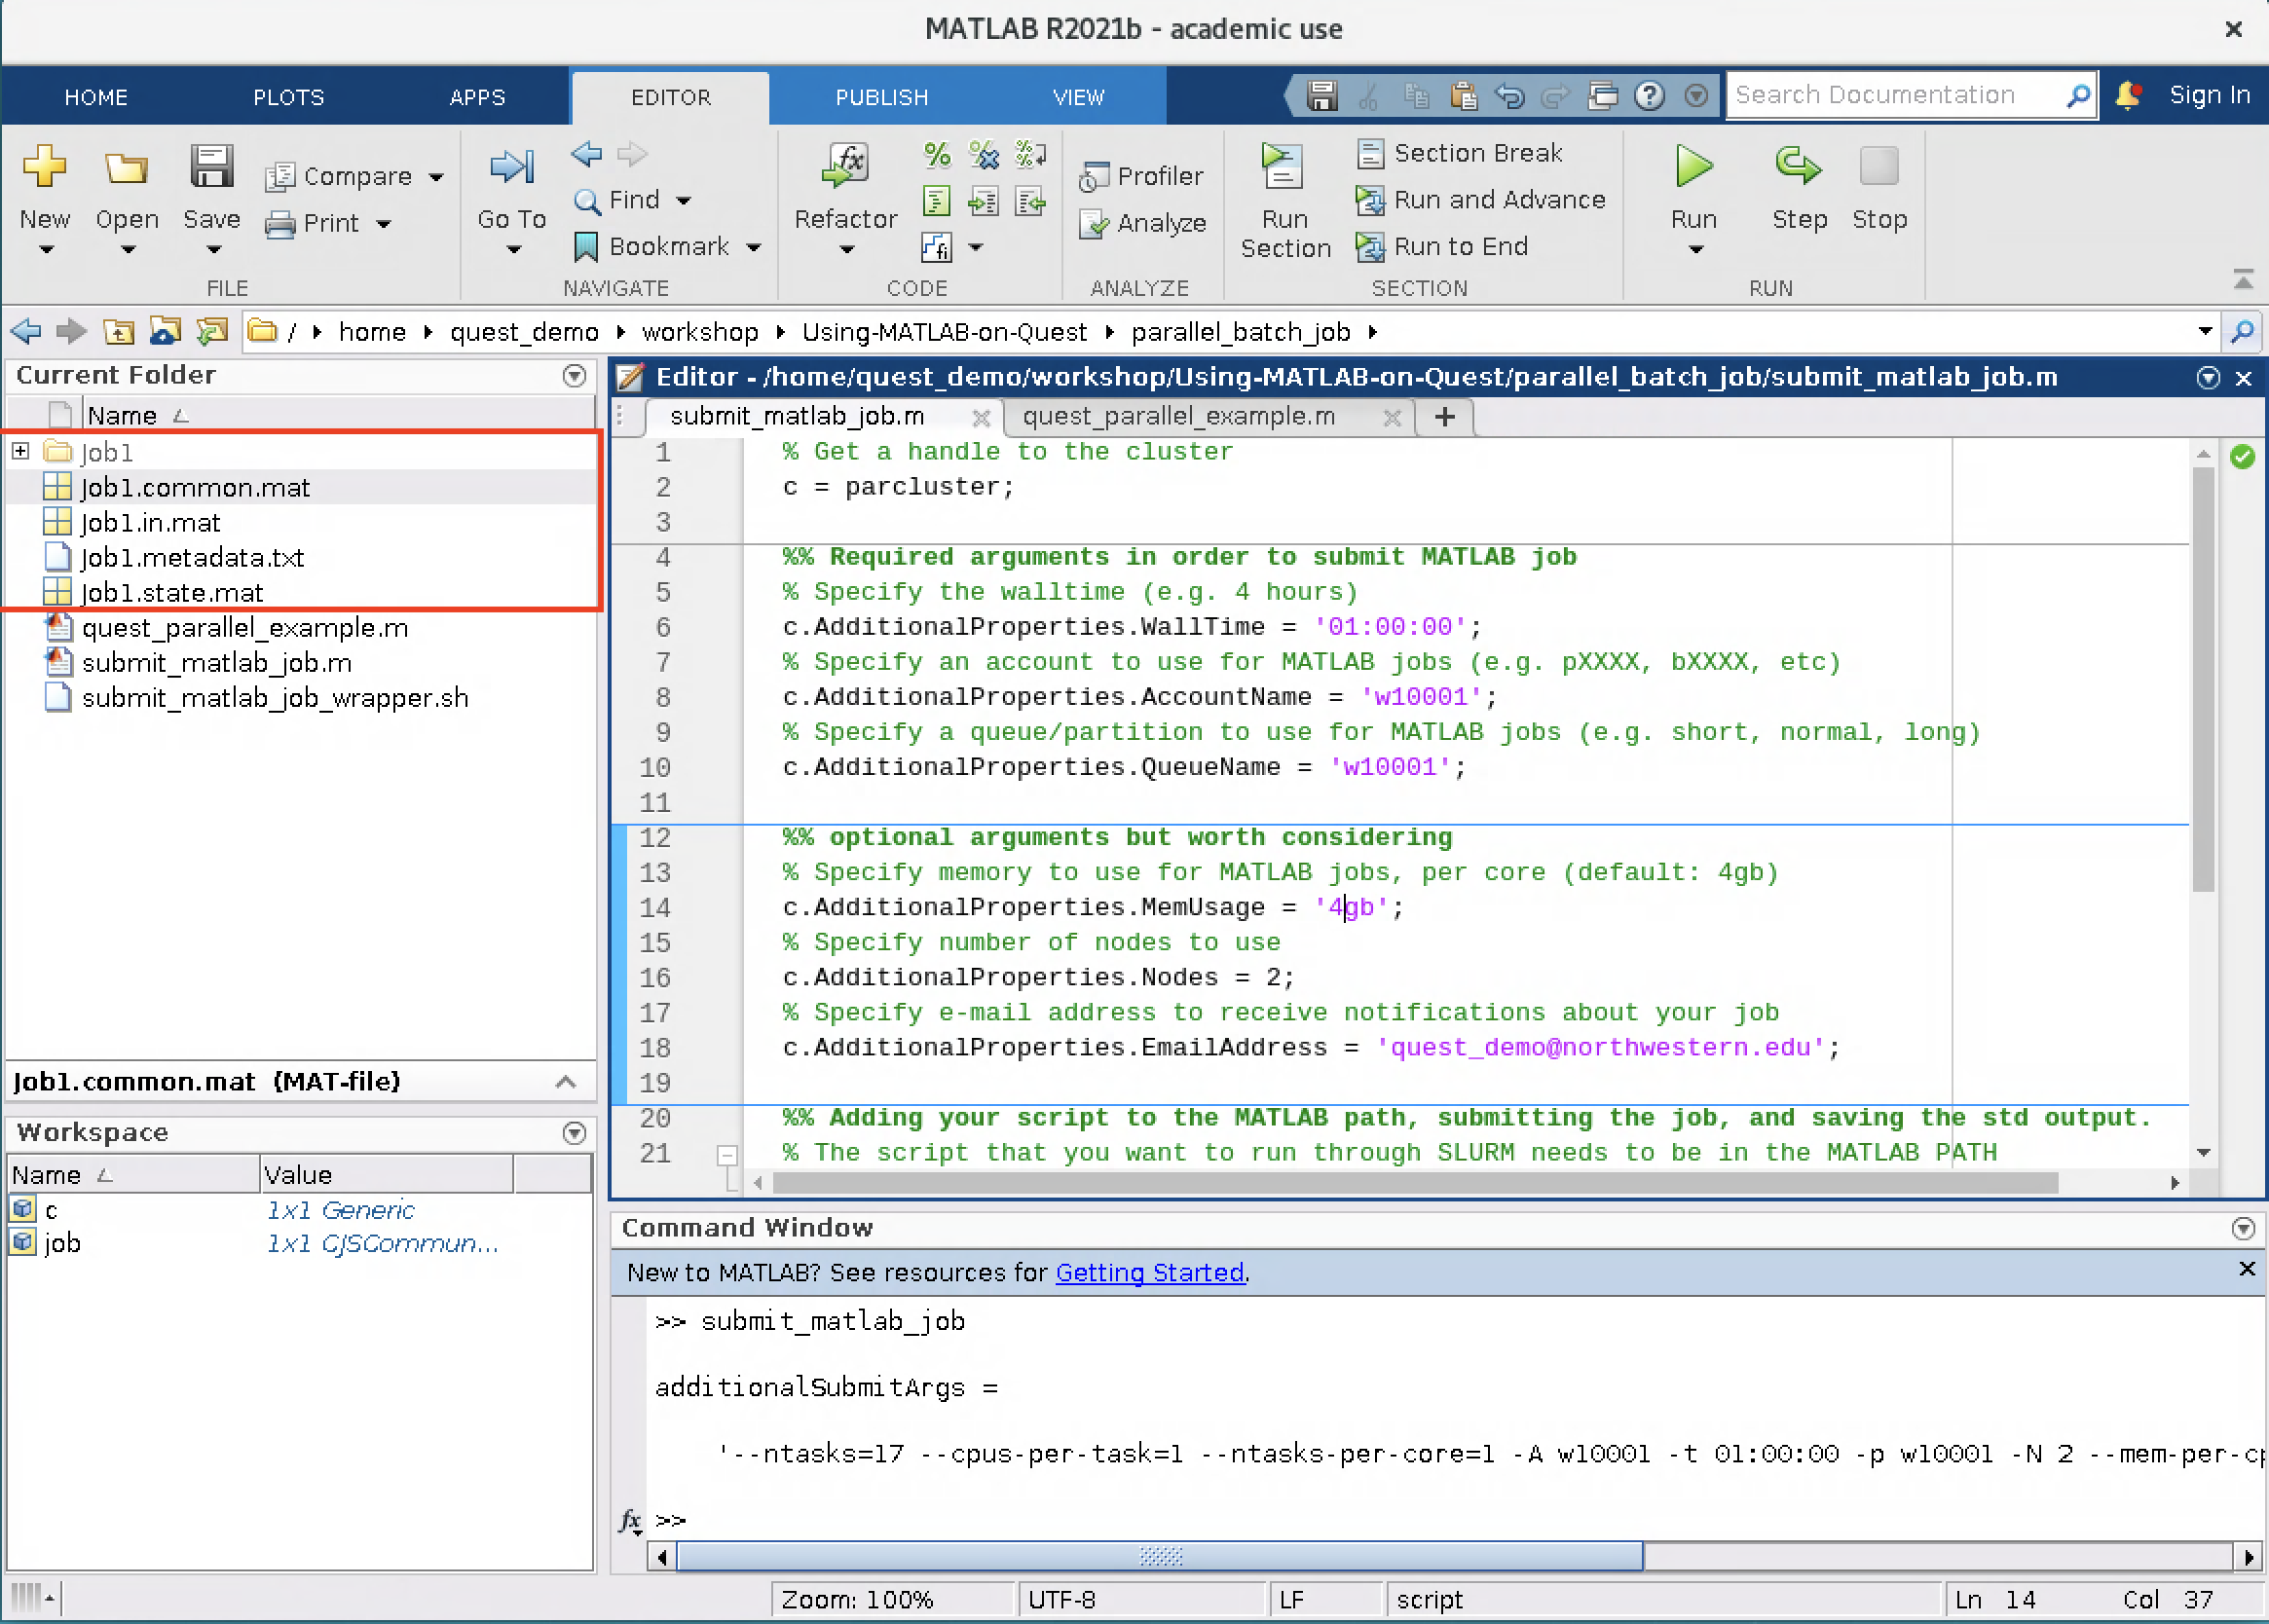 MATLAB R2021b - academic use
HOME PLOTS APPS EDITOR PUBLISH VIEW Search Documentation Sign In
New Open Save Compare Print
FILE
Go To Find Bookmark
NAVIGATE
Refactor
CODE
Profiler Analyze
ANALYZE
Run Section Section Break Run and Advance Run to End
SECTION
Run Step Stop
RUN
/ home quest_demo workshop Using-MATLAB-on-Quest parallel_batch_job
Current Folder
Name
Job1
Job1.common.mat
Job1.in.mat
Job1.metadata.txt
Job1.state.mat
quest_parallel_example.m
submit_matlab_job.m
submit_matlab_job_wrapper.sh
Job1.common.mat (MAT-file)
Workspace
Name Value
c 1x1 Generic
job 1x1 CJSCommun...
Editor - /home/quest_demo/workshop/Using-MATLAB-on-Quest/parallel_batch_job/submit_matlab_job.m
submit_matlab_job.m quest_parallel_example.m +
1 % Get a handle to the cluster
2 c = parcluster;
3
4 %% Required arguments in order to submit MATLAB job
5 % Specify the walltime (e.g. 4 hours)
6 c.AdditionalProperties.WallTime = '01:00:00';
7 % Specify an account to use for MATLAB jobs (e.g. pXXXX, bXXXX, etc)
8 c.AdditionalProperties.AccountName = 'w10001';
9 % Specify a queue/partition to use for MATLAB jobs (e.g. short, normal, long)
10 c.AdditionalProperties.QueueName = 'w10001';
11
12 %% optional arguments but worth considering
13 % Specify memory to use for MATLAB jobs, per core (default: 4gb)
14 c.AdditionalProperties.MemUsage = '4gb';
15 % Specify number of nodes to use
16 c.AdditionalProperties.Nodes = 2;
17 % Specify e-mail address to receive notifications about your job
18 c.AdditionalProperties.EmailAddress = 'quest_demo@northwestern.edu';
19
20 %% Adding your script to the MATLAB path, submitting the job, and saving the std output.
21 % The script that you want to run through SLURM needs to be in the MATLAB PATH
Command Window
New to MATLAB? See resources for Getting Started.
>> submit_matlab_job
additionalSubmitArgs =
'--ntasks=17 --cpus-per-task=1 --ntasks-per-core=1 -A w10001 -t 01:00:00 -p w10001 -N 2 --mem-per-cp
fx >>
Zoom: 100% UTF-8 LF script Ln 14 Col 37